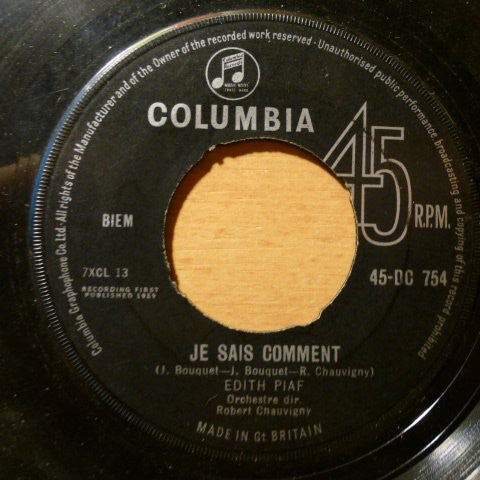 Columbia Graphophone Co. Ltd. All rights of the Manufacturer and of the Owner of the recorded work reserved · Unauthorised public performance, broadcasting and copying of this record prohibited
COLUMBIA
45 R.P.M.
BIEM
7XCL 13
45-DC 754
RECORDING FIRST
PUBLISHED 1959
JE SAIS COMMENT
(J. Bouquet—J. Bouquet—R. Chauvigny)
EDITH PIAF
Orchestre dir.
Robert Chauvigny
MADE IN Gt BRITAIN